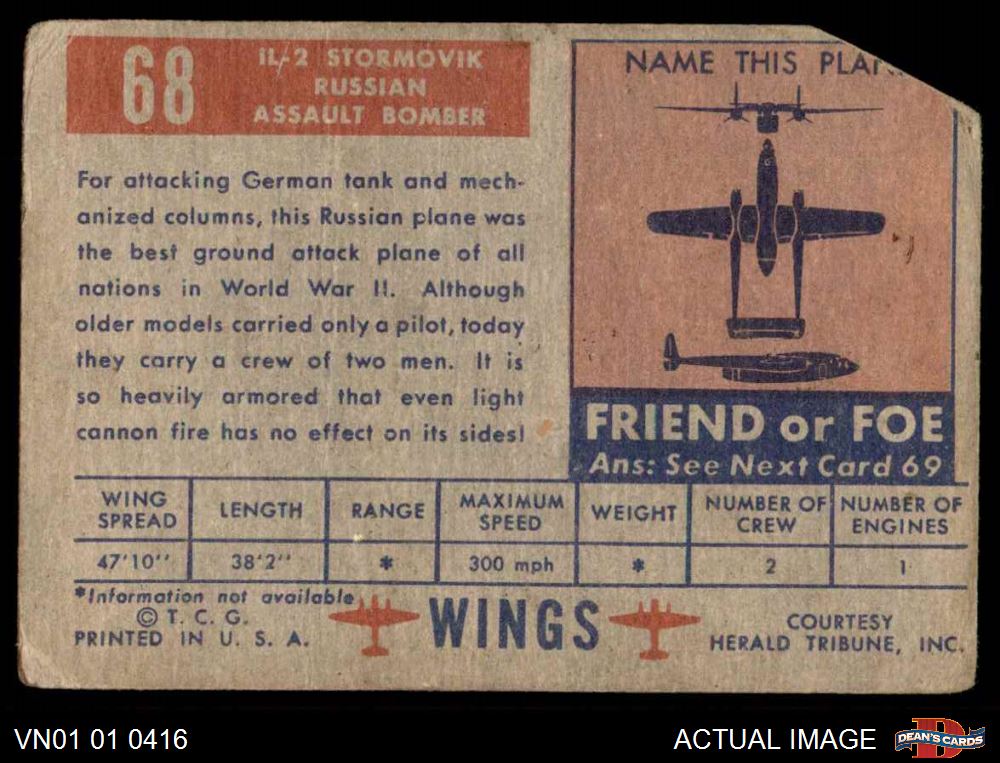 68
IL-2 STORMOVIK
RUSSIAN
ASSAULT BOMBER
For attacking German tank and mech-
anized columns, this Russian plane was
the best ground attack plane of all
nations in World War II. Although
older models carried only a pilot, today
they carry a crew of two men. It is
so heavily armored that even light
cannon fire has no effect on its sides!
NAME THIS
FRIEND or FOE
Ans: See Next Card 69
WING SPREAD LENGTH RANGE MAXIMUM SPEED WEIGHT NUMBER OF CREW NUMBER OF ENGINES
47'10" 38'2" * 300 mph * 2 1
*Information not available
© T. C. G.
PRINTED IN U. S. A.
WINGS
COURTESY
HERALD TRIBUNE, INC.
VN01 01 0416
ACTUAL IMAGE
D
DEAN'S CARDS